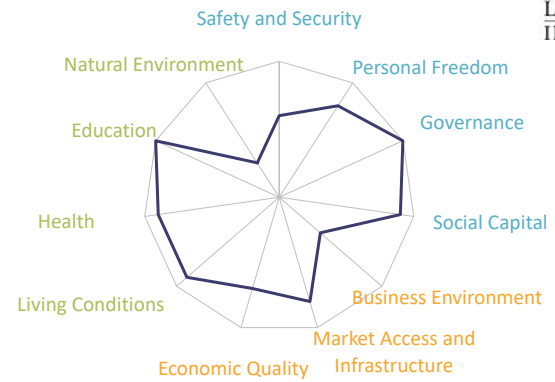 Safety and Security
Natural Environment
Personal Freedom
Education
Governance
Health
Social Capital
Living Conditions
Business Environment
Market Access and
Infrastructure
Economic Quality